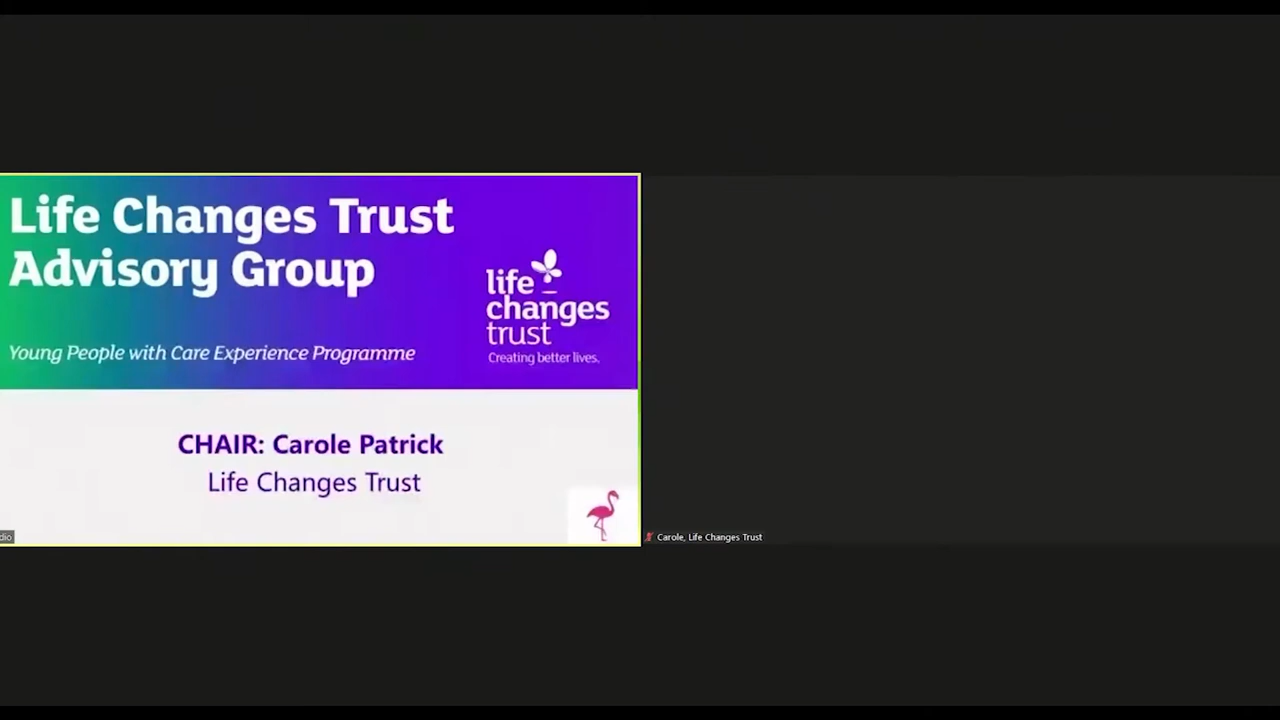 Life Changes Trust
Advisory Group
Young People with Care Experience Programme
life
changes
trust
Creating better lives.
CHAIR: Carole Patrick
Life Changes Trust
dio
Carole, Life Changes Trust